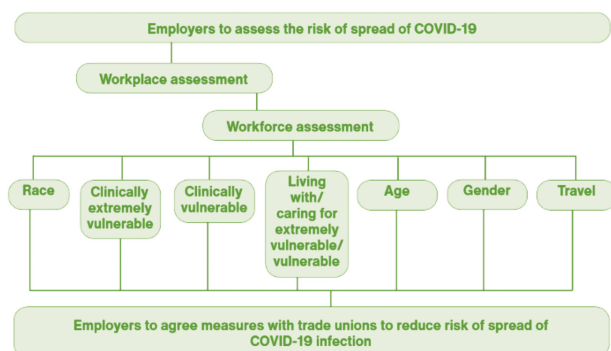 Employers to assess the risk of spread of COVID-19
Workplace assessment
Workforce assessment
Race
Clinically
extremely
vulnerable
Clinically
vulnerable
Living
with/
caring for
extremely
vulnerable/
vulnerable
Age
Gender
Travel
Employers to agree measures with trade unions to reduce risk of spread of
COVID-19 infection